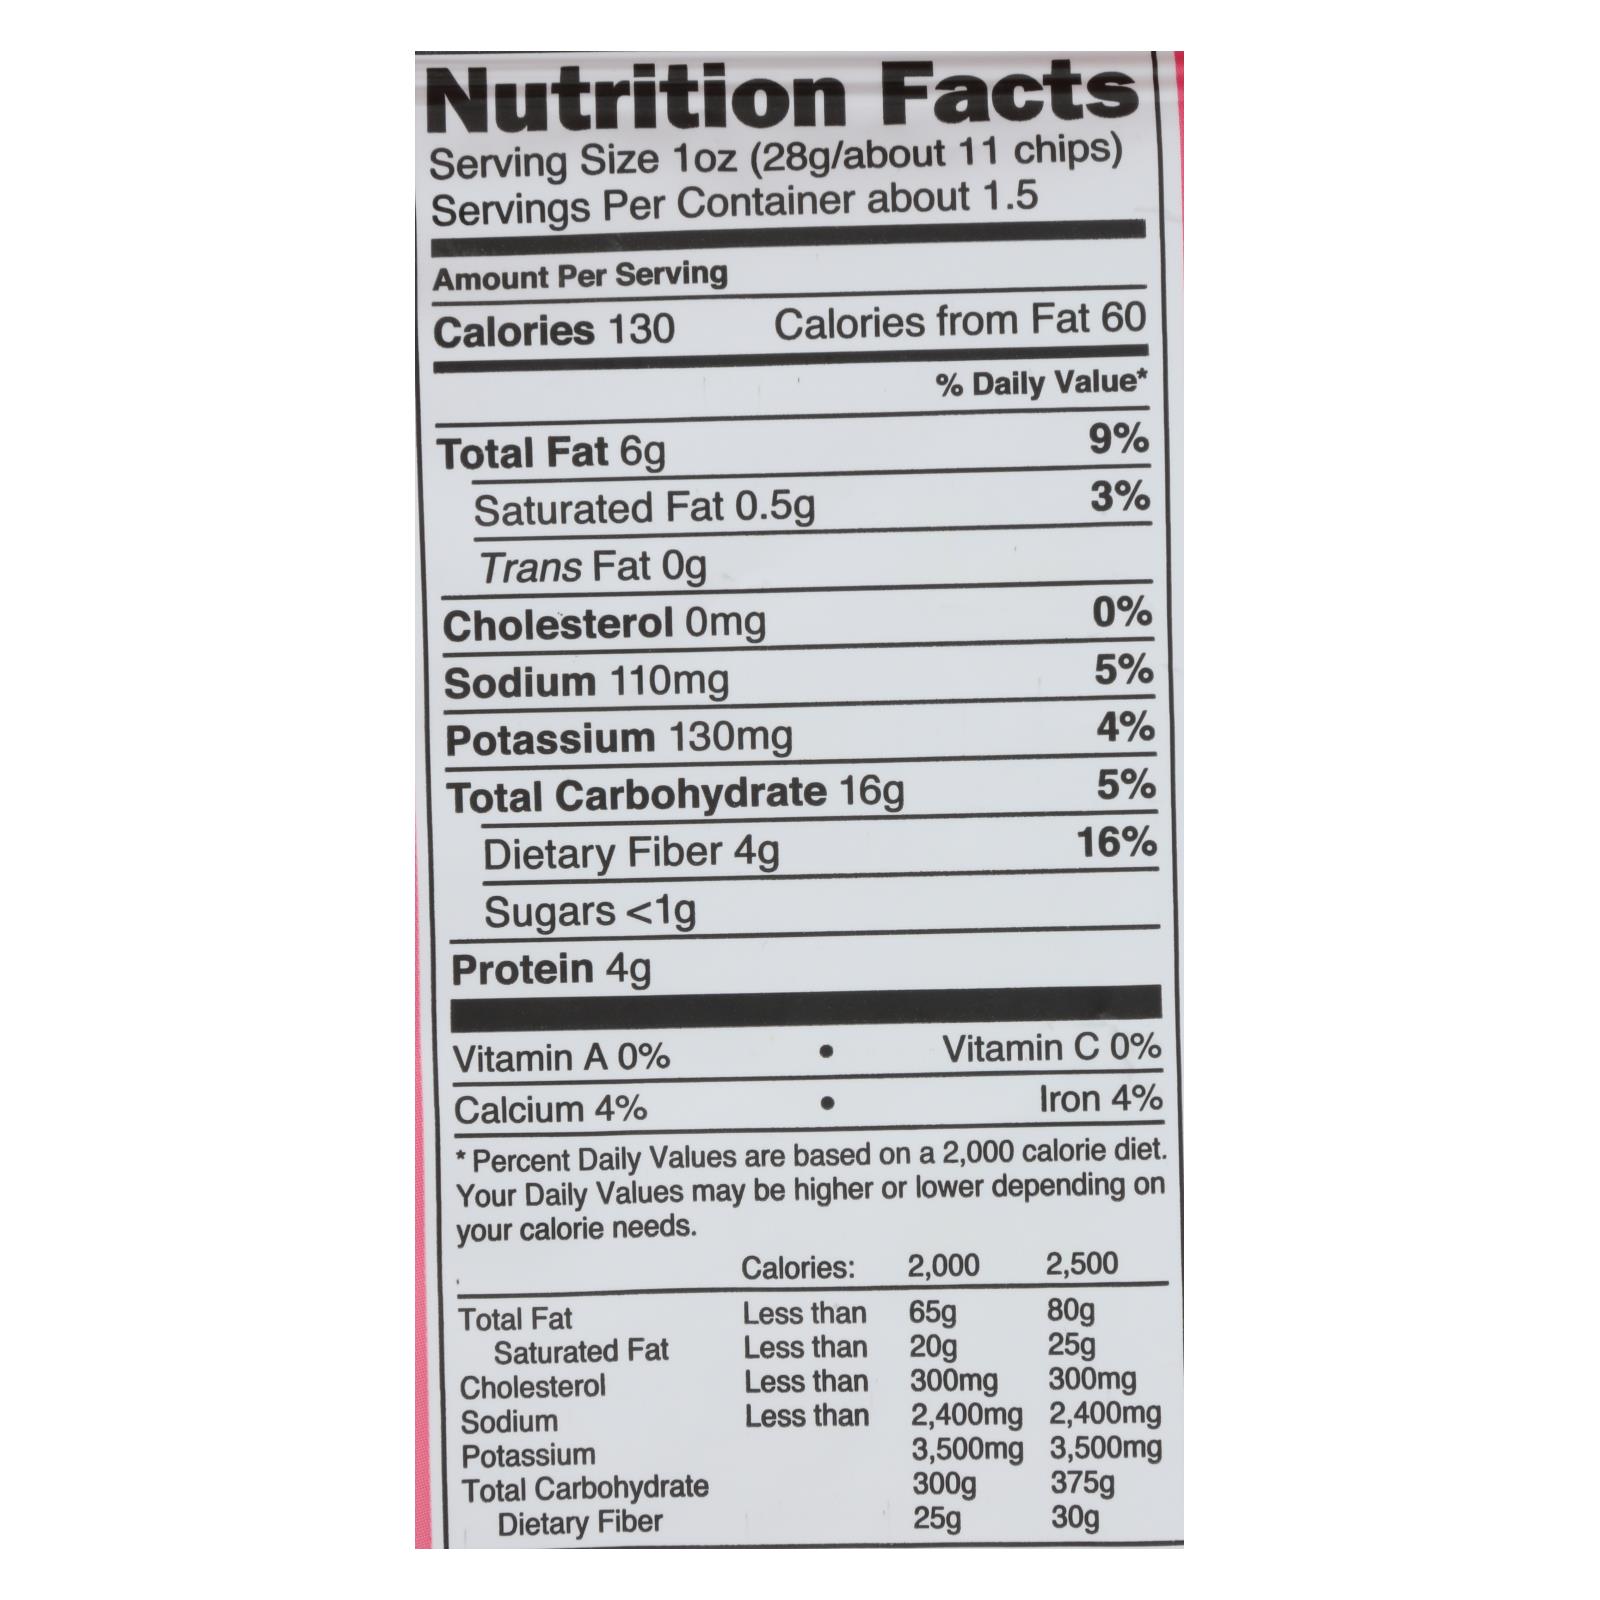 Nutrition Facts
Serving Size 1oz (28g/about 11 chips)
Servings Per Container about 1.5
Amount Per Serving
Calories 130 Calories from Fat 60
% Daily Value*
Total Fat 6g 9%
Saturated Fat 0.5g 3%
Trans Fat 0g
Cholesterol 0mg 0%
Sodium 110mg 5%
Potassium 130mg 4%
Total Carbohydrate 16g 5%
Dietary Fiber 4g 16%
Sugars <1g
Protein 4g
Vitamin A 0% • Vitamin C 0%
Calcium 4% • Iron 4%
* Percent Daily Values are based on a 2,000 calorie diet.
Your Daily Values may be higher or lower depending on
your calorie needs.
Calories: 2,000 2,500
Total Fat Less than 65g 80g
Saturated Fat Less than 20g 25g
Cholesterol Less than 300mg 300mg
Sodium Less than 2,400mg 2,400mg
Potassium 3,500mg 3,500mg
Total Carbohydrate 300g 375g
Dietary Fiber 25g 30g